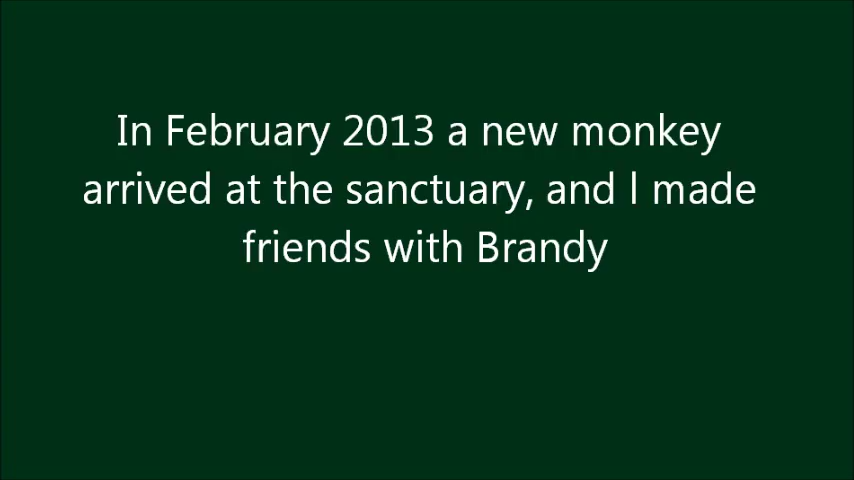 In February 2013 a new monkey
arrived at the sanctuary, and I made
friends with Brandy